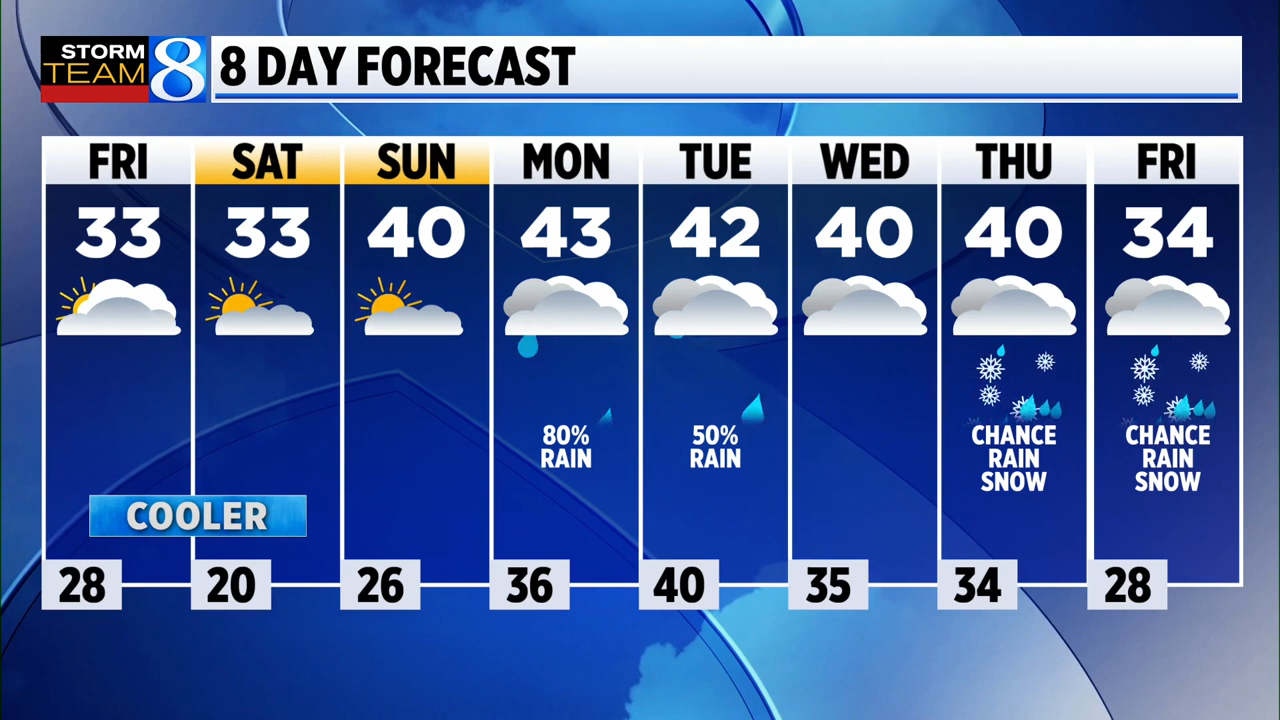 STORM
TEAM 8
8 DAY FORECAST
FRI SAT SUN MON TUE WED THU FRI
33 33 40 43 42 40 40 34
80%
RAIN
50%
RAIN
CHANCE
RAIN
SNOW
CHANCE
RAIN
SNOW
COOLER
28 20 26 36 40 35 34 28